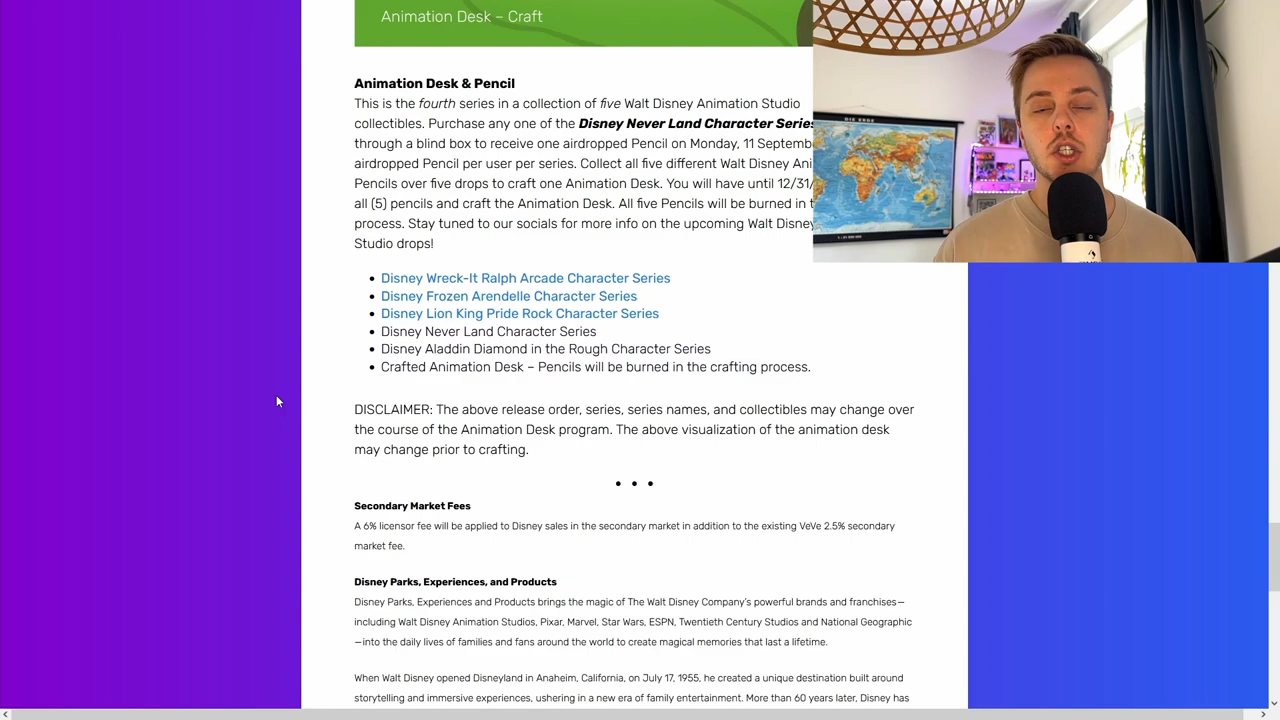 Animation Desk – Craft
Animation Desk & Pencil
This is the fourth series in a collection of five Walt Disney Animation Studio
collectibles. Purchase any one of the Disney Never Land Character Series
through a blind box to receive one airdropped Pencil on Monday, 11
airdropped Pencil per user per series. Collect all five different Walt Disney
Pencils over five drops to craft one Animation Desk. You will have until
all (5) pencils and craft the Animation Desk. All five Pencils will be burned in
process. Stay tuned to our socials for more info on the upcoming Walt Disney
Studio drops!
• Disney Wreck-It Ralph Arcade Character Series
• Disney Frozen Arendelle Character Series
• Disney Lion King Pride Rock Character Series
• Disney Never Land Character Series
• Disney Aladdin Diamond in the Rough Character Series
• Crafted Animation Desk – Pencils will be burned in the crafting process.
DISCLAIMER: The above release order, series, series names, and collectibles may change over
the course of the Animation Desk program. The above visualization of the animation desk
may change prior to crafting.
• • •
Secondary Market Fees
A 6% licensor fee will be applied to Disney sales in the secondary market in addition to the existing VeVe 2.5% secondary
market fee.
Disney Parks, Experiences, and Products
Disney Parks, Experiences and Products brings the magic of The Walt Disney Company's powerful brands and franchises—
including Walt Disney Animation Studios, Pixar, Marvel, Star Wars, ESPN, Twentieth Century Studios and National Geographic
—into the daily lives of families and fans around the world to create magical memories that last a lifetime.
When Walt Disney opened Disneyland in Anaheim, California, on July 17, 1955, he created a unique destination built around
storytelling and immersive experiences, ushering in a new era of family entertainment. More than 60 years later, Disney has
DIE ERDE